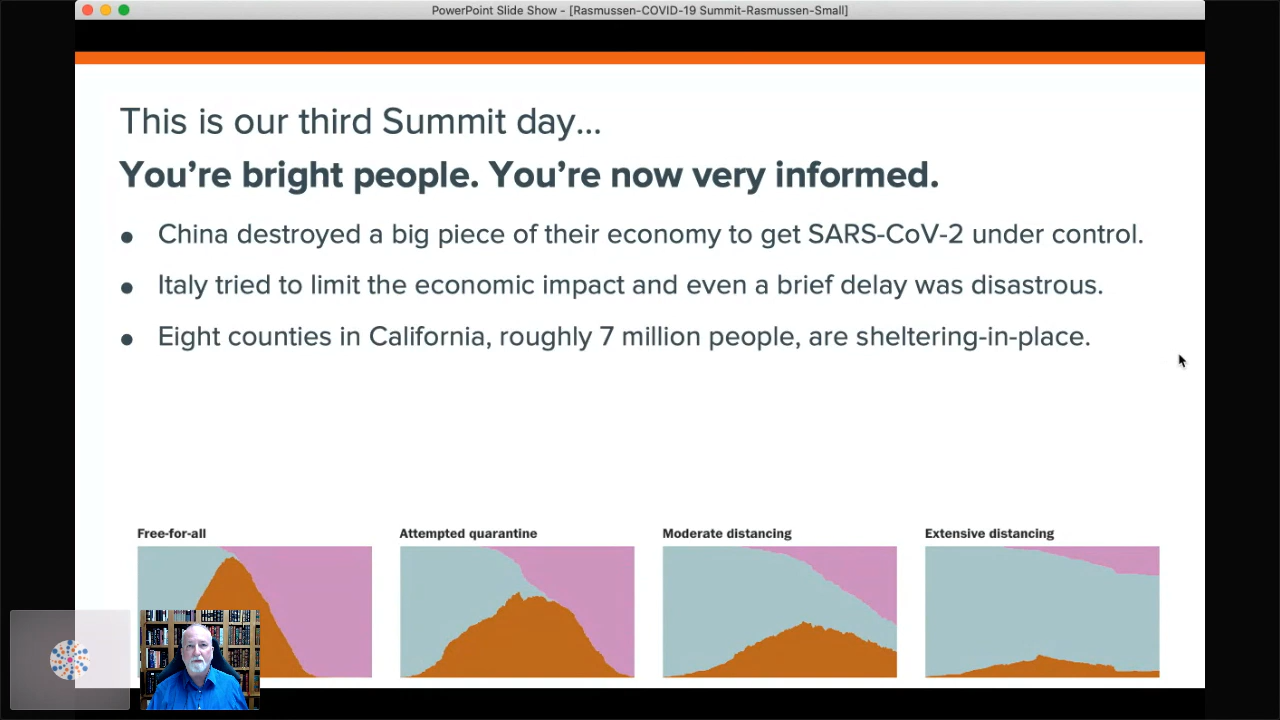 PowerPoint Slide Show - [Rasmussen-COVID-19 Summit-Rasmussen-Small]
This is our third Summit day...
You’re bright people. You’re now very informed.
● China destroyed a big piece of their economy to get SARS-CoV-2 under control.
● Italy tried to limit the economic impact and even a brief delay was disastrous.
● Eight counties in California, roughly 7 million people, are sheltering-in-place.
Free-for-all
Attempted quarantine
Moderate distancing
Extensive distancing